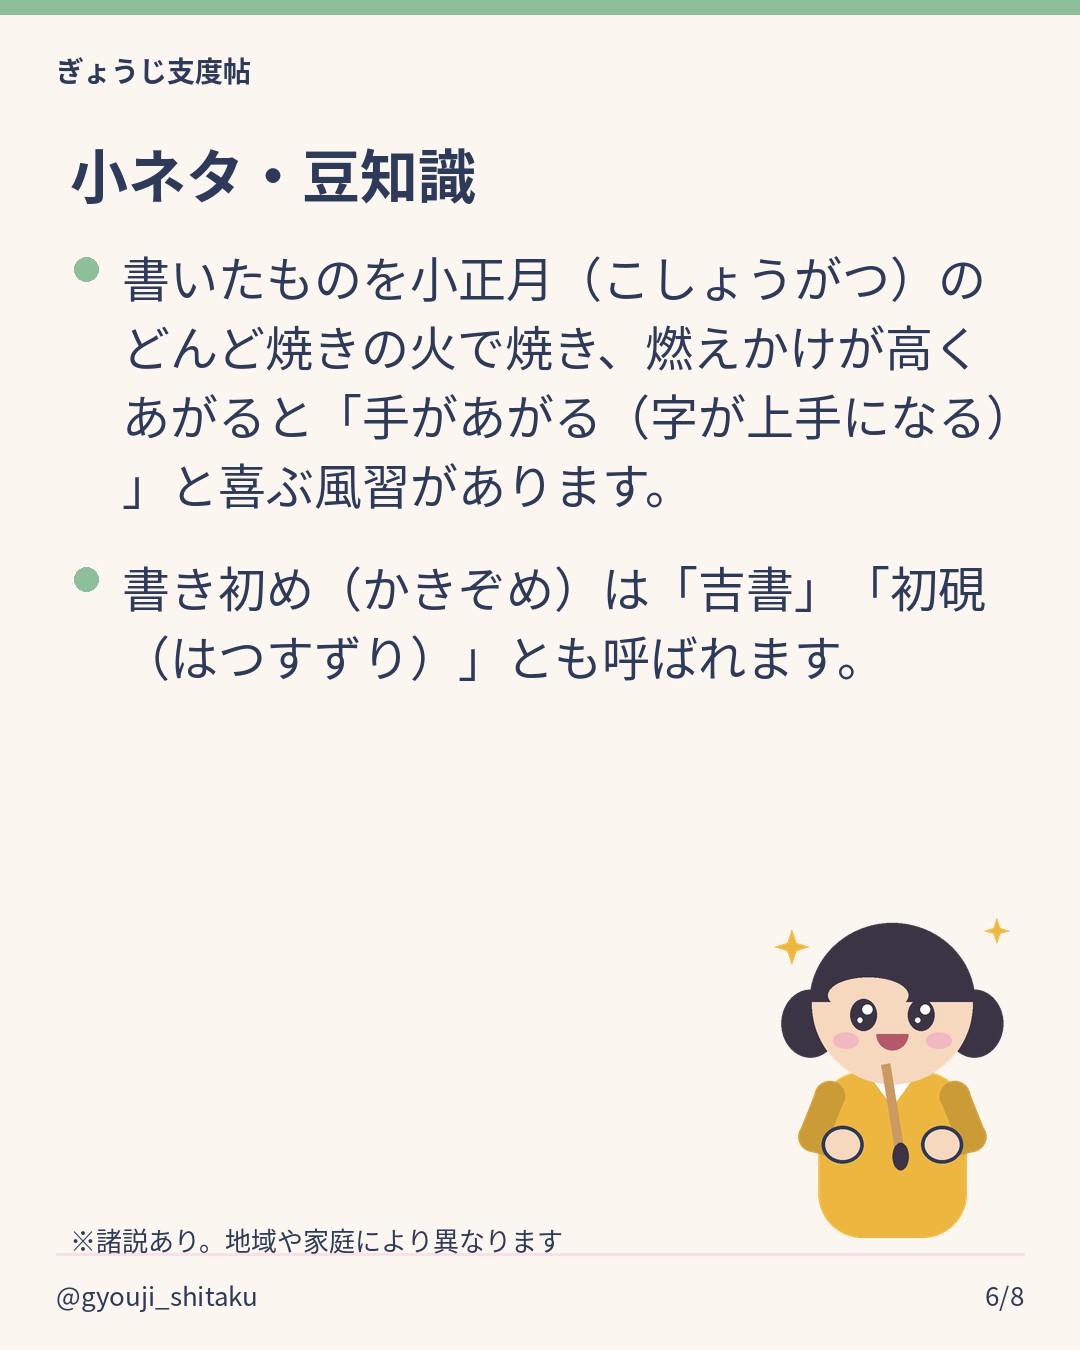 ぎょうじ支度帖
小ネタ・豆知識
書いたものを小正月（こしょうがつ）の
どんど焼きの火で焼き、燃えかけが高く
あがると「手があがる（字が上手になる）
」と喜ぶ風習があります。
書き初め（かきぞめ）は「吉書」「初硯
（はつすずり）」とも呼ばれます。
※諸説あり。地域や家庭により異なります
@gyouji_shitaku
6/8